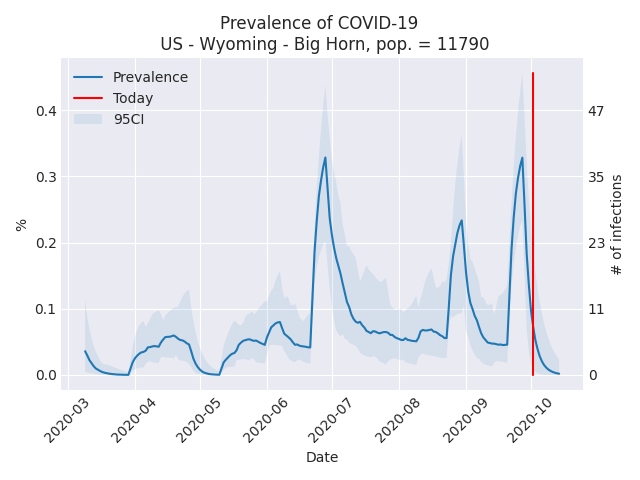 Prevalence of COVID-19
US - Wyoming - Big Horn, pop. = 11790
Prevalence
Today
95CI
0.4
0.3
0.2
0.1
0.0
%
47
35
23
11
0
# of infections
2020-03
2020-04
2020-05
2020-06
2020-07
2020-08
2020-09
2020-10
Date